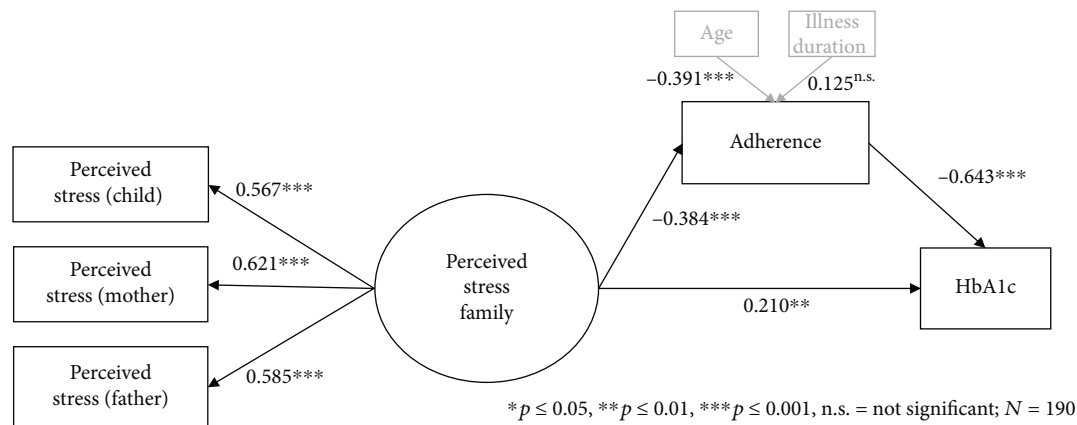 Age
Illness
duration
−0.391***
0.125n.s.
Adherence
Perceived
stress (child)
0.567***
−0.643***
−0.384***
Perceived
stress (mother)
0.621***
Perceived
stress
family
0.210**
HbA1c
Perceived
stress (father)
0.585***
*p ≤ 0.05, **p ≤ 0.01, ***p ≤ 0.001, n.s. = not significant; N = 190